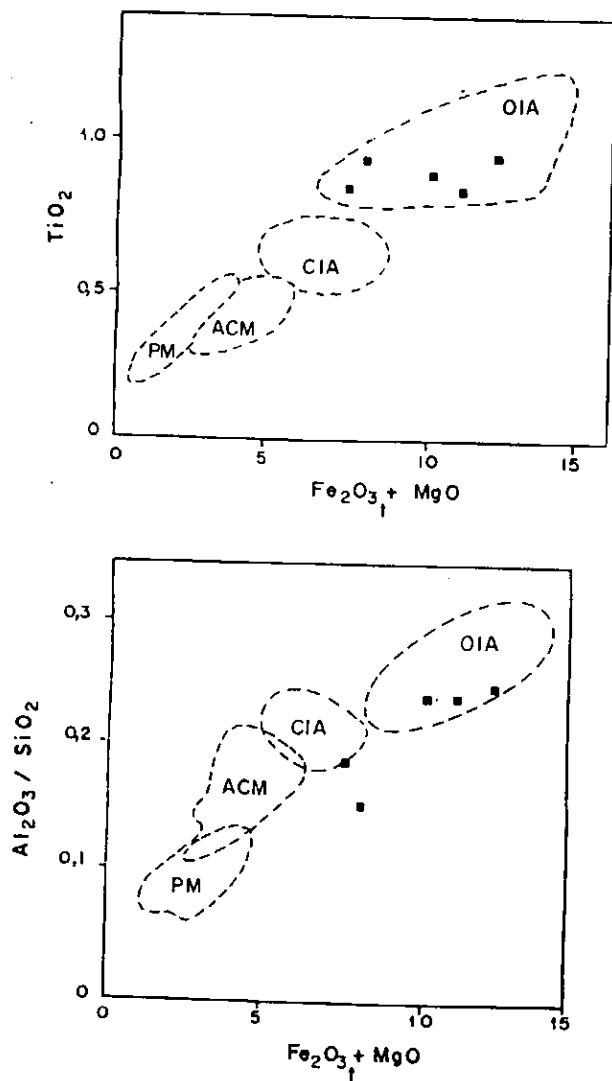 TiO2
1.0
0,5
0
OIA
CIA
ACM
PM
0
5
10
15
Fe2O3t + MgO
Al2O3 / SiO2
0,3
0,2
0,1
0
OIA
CIA
ACM
PM
0
5
10
15
Fe2O3t + MgO